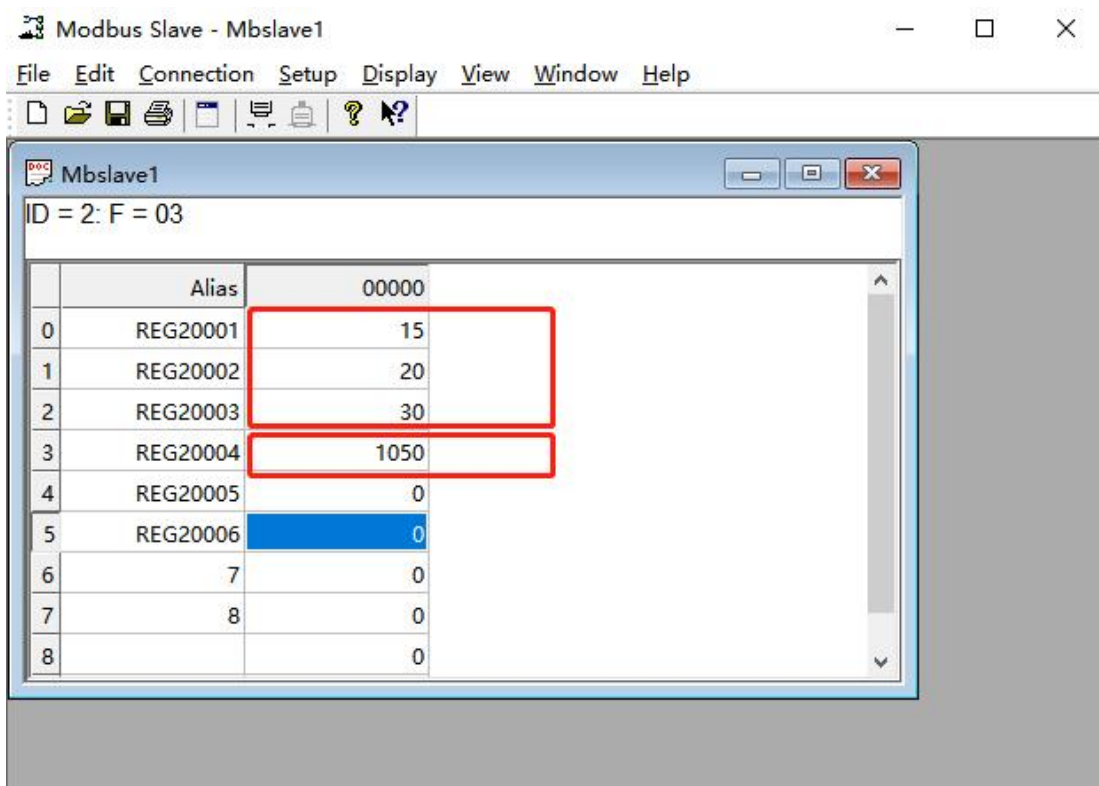 Modbus Slave - Mbslave1
File Edit Connection Setup Display View Window Help
Mbslave1
ID = 2: F = 03
Alias 00000
0 REG20001 15
1 REG20002 20
2 REG20003 30
3 REG20004 1050
4 REG20005 0
5 REG20006 0
6 7 0
7 8 0
8 0